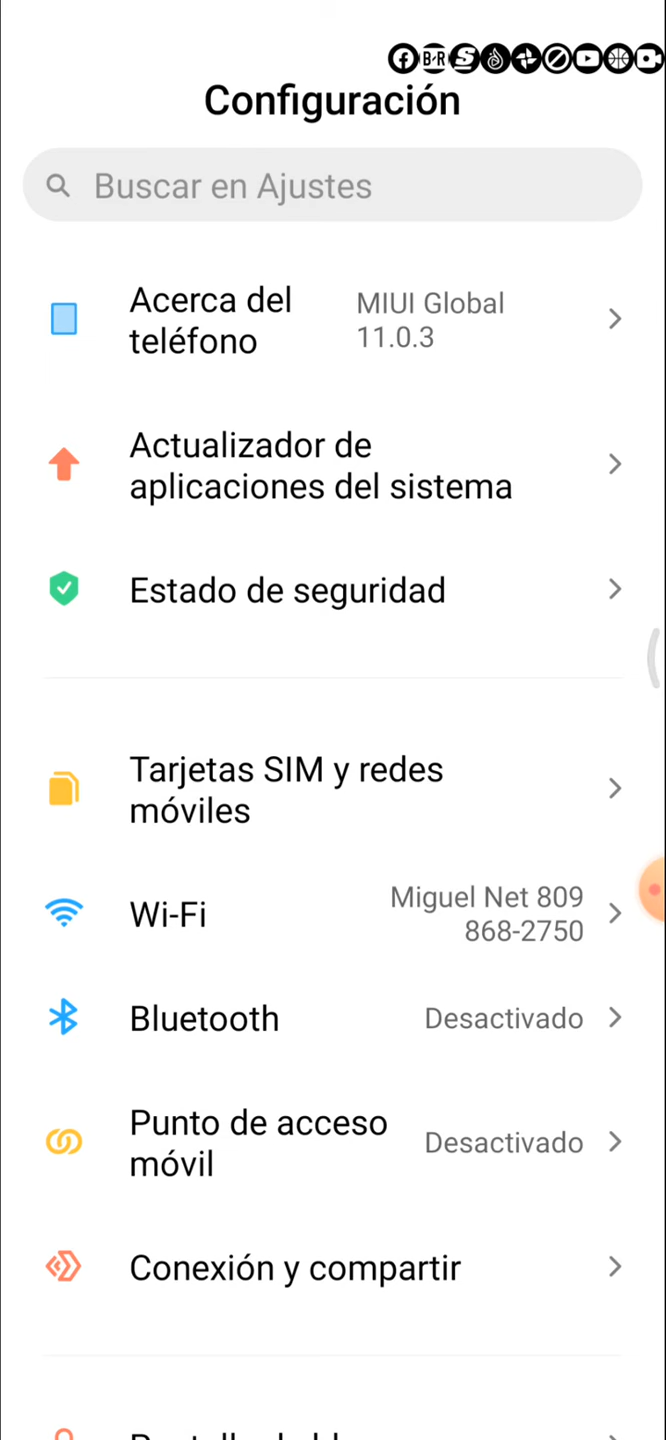 B/R
Configuración
Buscar en Ajustes
Acerca del
teléfono
MIUI Global
11.0.3
Actualizador de
aplicaciones del sistema
Estado de seguridad
Tarjetas SIM y redes
móviles
Wi-Fi
Miguel Net 809
868-2750
Bluetooth
Desactivado
Punto de acceso
móvil
Desactivado
Conexión y compartir